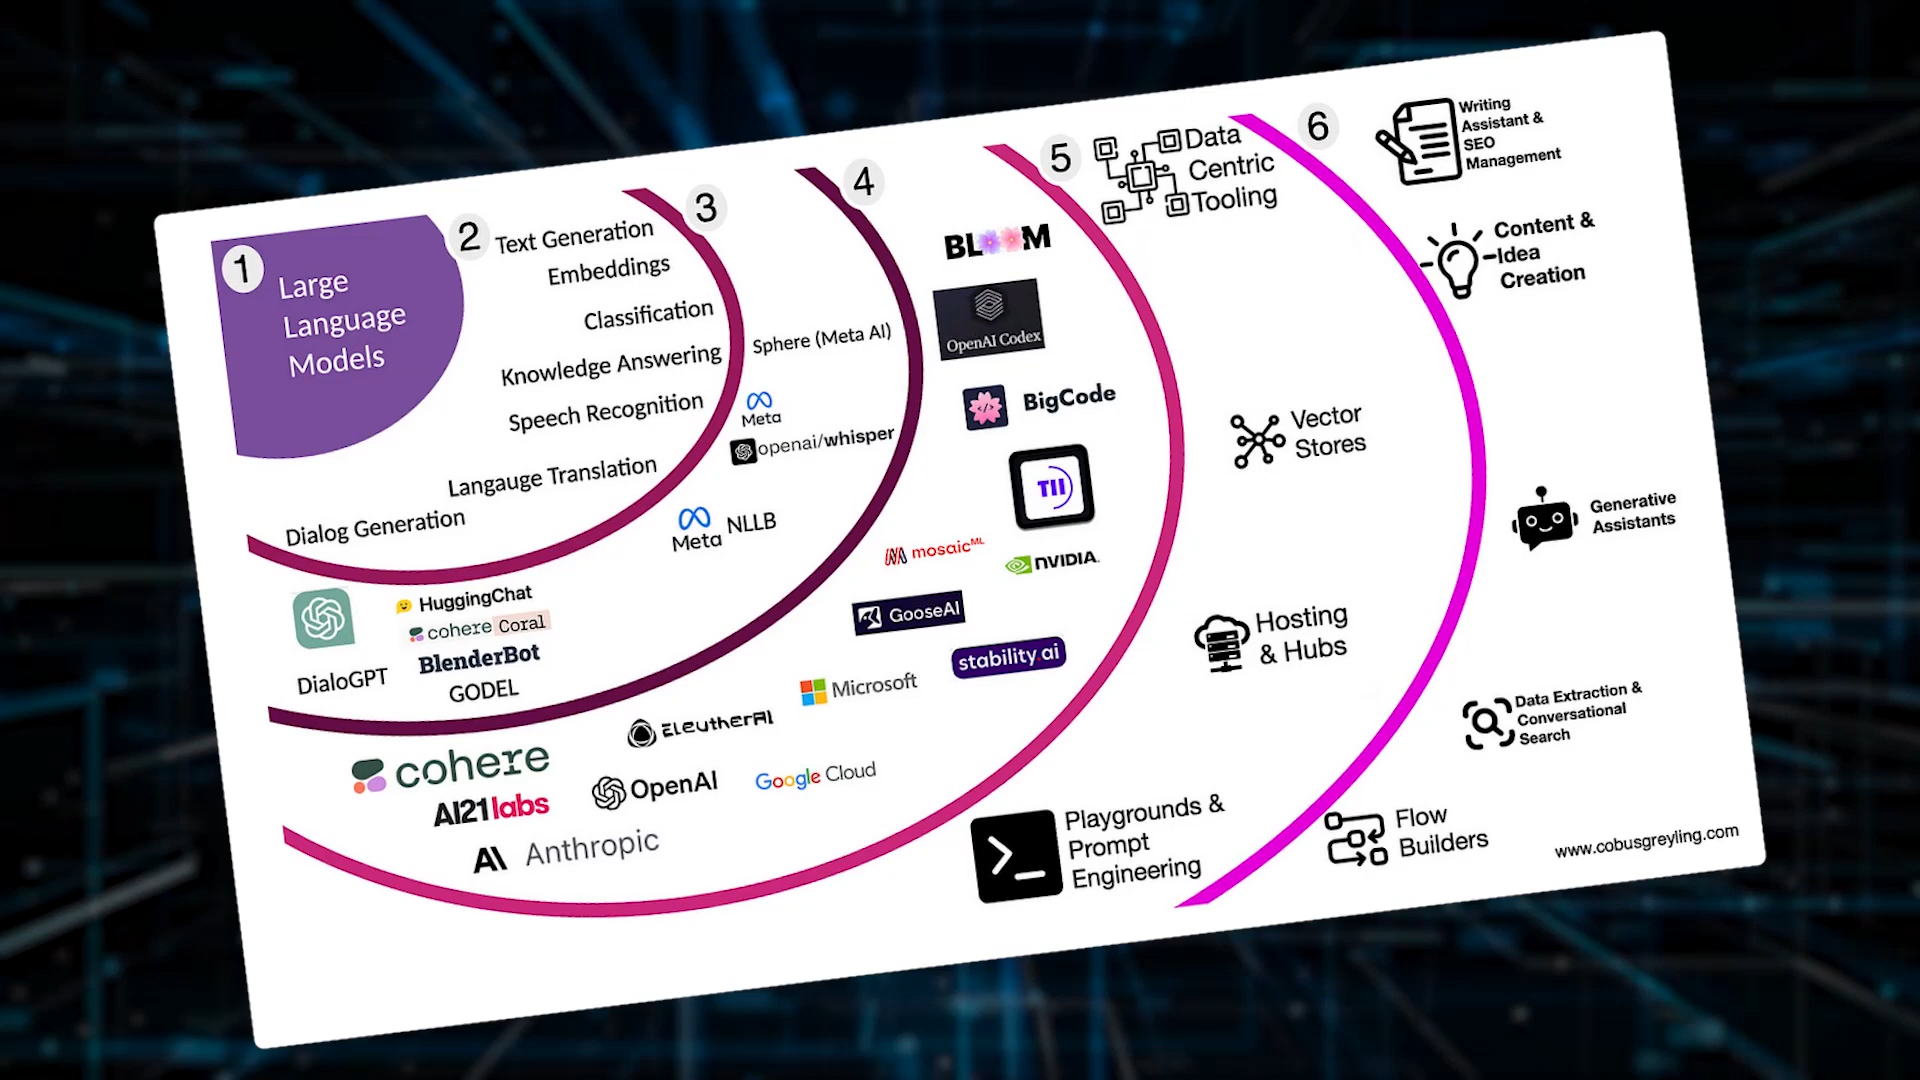 1
Large
Language
Models
2
Text Generation
Embeddings
Classification
Knowledge Answering
Speech Recognition
Langauge Translation
Dialog Generation
3
Sphere (Meta AI)
Meta
openai/whisper
Meta NLLB
HuggingChat
cohere Coral
BlenderBot
DialoGPT
GODEL
4
BLOOM
OpenAI Codex
BigCode
TII
mosaicML
NVIDIA.
GooseAI
stability.ai
Microsoft
EleutherAI
cohere
OpenAI
Google Cloud
AI21labs
A\ Anthropic
5
Data
Centric
Tooling
Vector
Stores
Hosting
& Hubs
>_
Playgrounds &
Prompt
Engineering
6
Writing
Assistant &
SEO
Management
Content &
Idea
Creation
Generative
Assistants
Data Extraction &
Conversational
Search
Flow
Builders
www.cobusgreyling.com